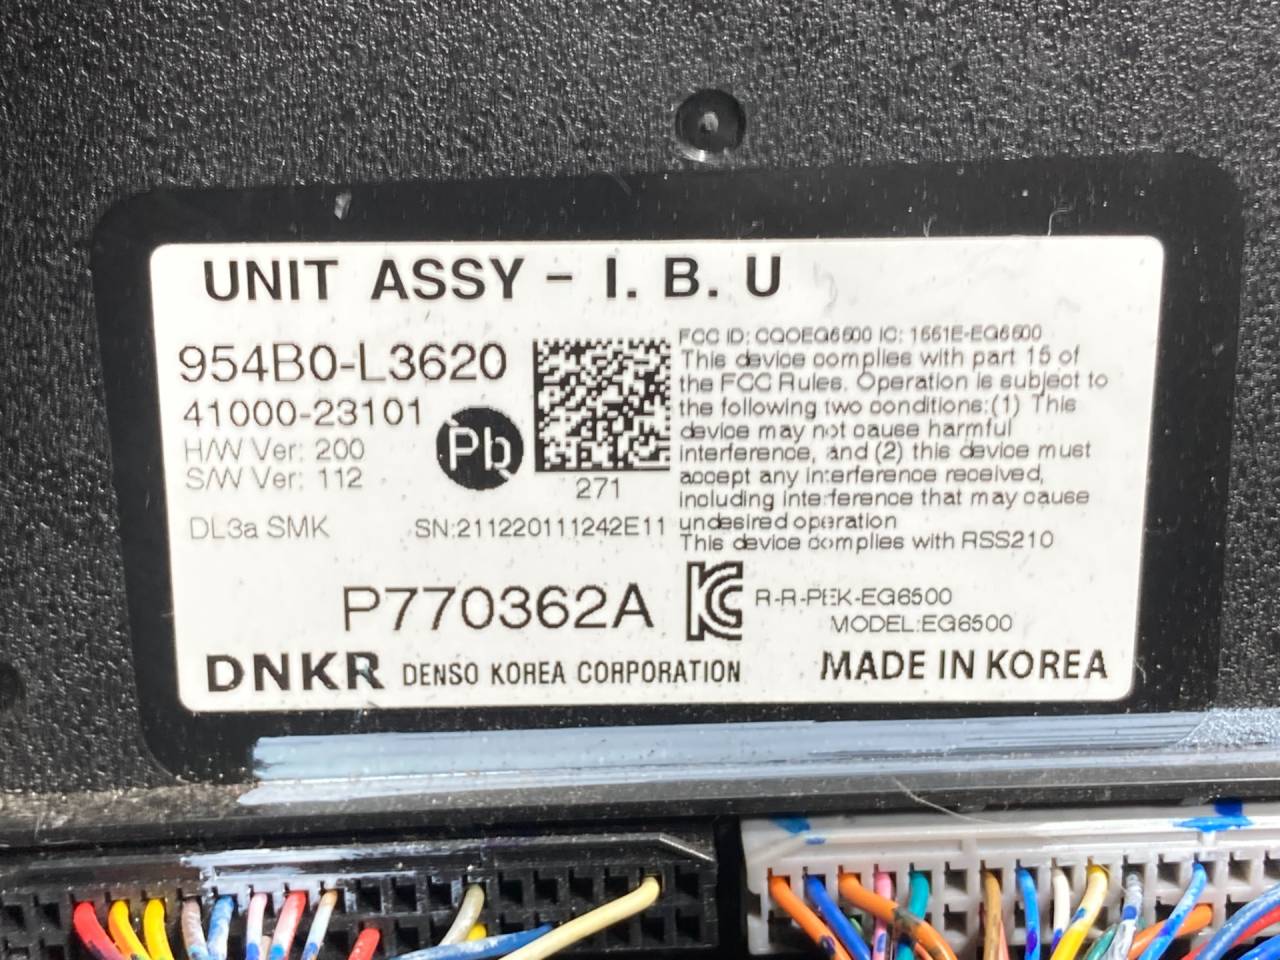 UNIT ASSY - I. B. U
954B0-L3620
41000-23101
H/W Ver: 200
S/W Ver: 112
Pb
271
DL3a SMK
SN:211220111242E11
FCC ID: CQOEG6500 IC: 1551E-EG6500
This device complies with part 15 of
the FCC Rules. Operation is subject to
the following two conditions:(1) This
device may not cause harmful
interference, and (2) this device must
accept any interference received,
including interference that may cause
undesired operation
This device complies with RSS210
P770362A
R-R-PEK-EG6500
MODEL:EG6500
DNKR DENSO KOREA CORPORATION
MADE IN KOREA